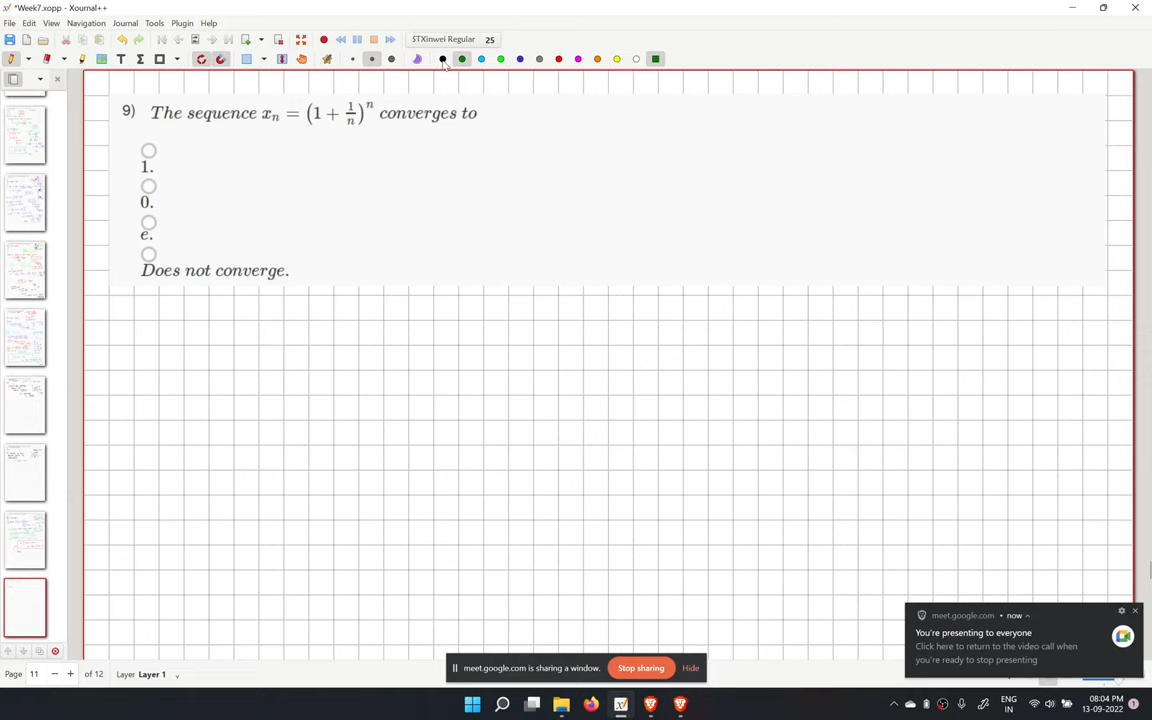 *Week7.xopp - Xournal++
File Edit View Navigation Journal Tools Plugin Help
STXinwei Regular 25
9) The sequence xₙ = (1 + 1/n)ⁿ converges to
1.
0.
e.
Does not converge.
meet.google.com • now
You're presenting to everyone
Click here to return to the video call when
you're ready to stop presenting
meet.google.com is sharing a window. Stop sharing Hide
Page 11 of 12 Layer Layer 1
ENG
IN
08:04 PM
13-09-2022